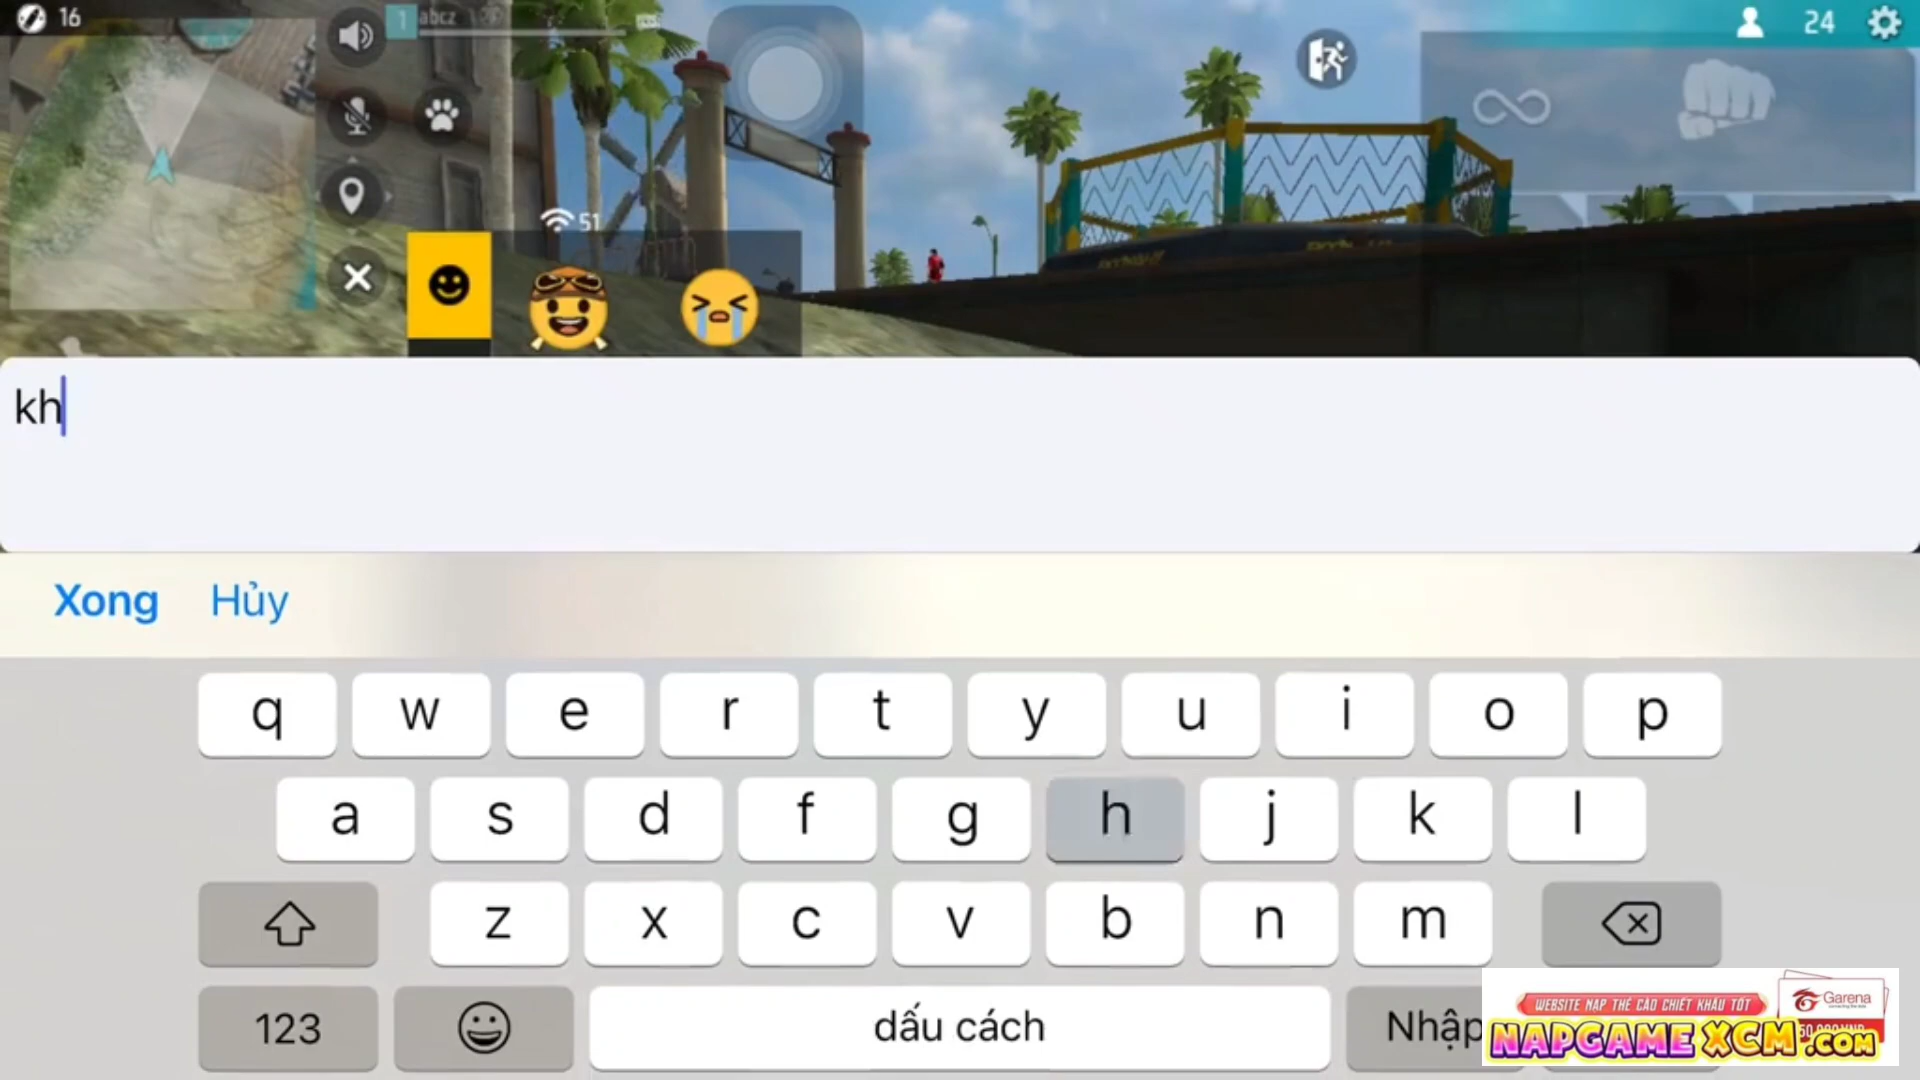 16
1
abcz
24
51
kh
Xong Hủy
q w e r t y u i o p
a s d f g h j k l
z x c v b n m
123
dấu cách
Nhập
WEBSITE NẠP THẺ CÀO CHIẾT KHẤU TỐT
Garena
NAPGAMEXCM.COM